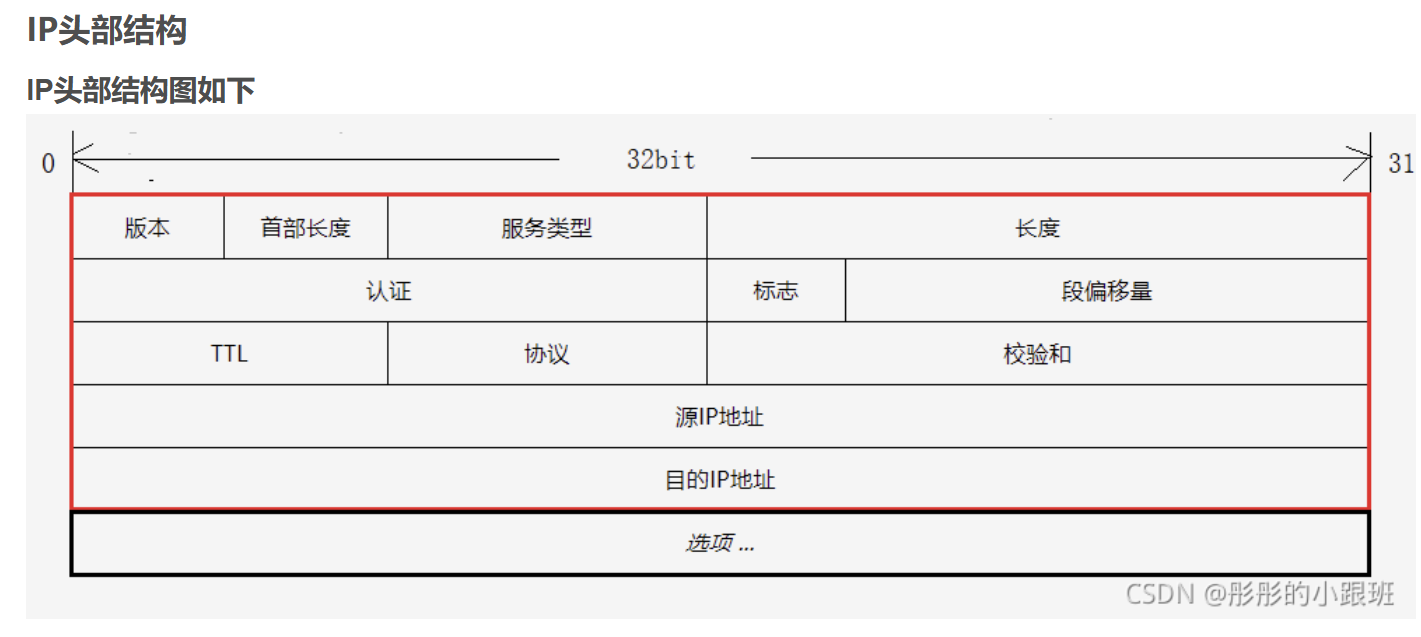 IP头部结构
IP头部结构图如下
0 32bit 31
版本 首部长度 服务类型 长度
认证 标志 段偏移量
TTL 协议 校验和
源IP地址
目的IP地址
选项 ...
CSDN @彤彤的小跟班